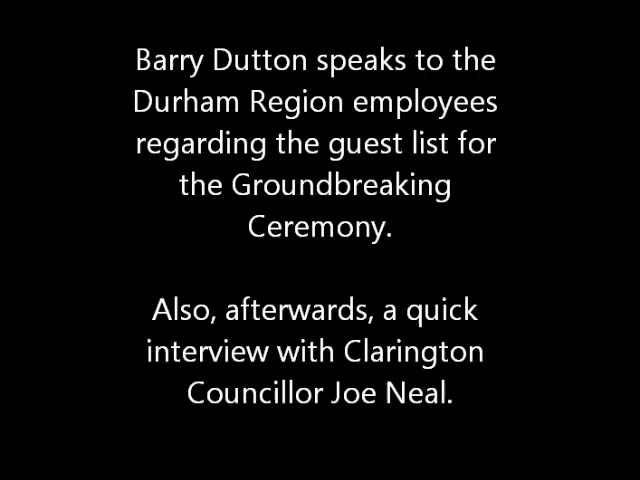 Barry Dutton speaks to the
Durham Region employees
regarding the guest list for
the Groundbreaking
Ceremony.
Also, afterwards, a quick
interview with Clarington
Councillor Joe Neal.